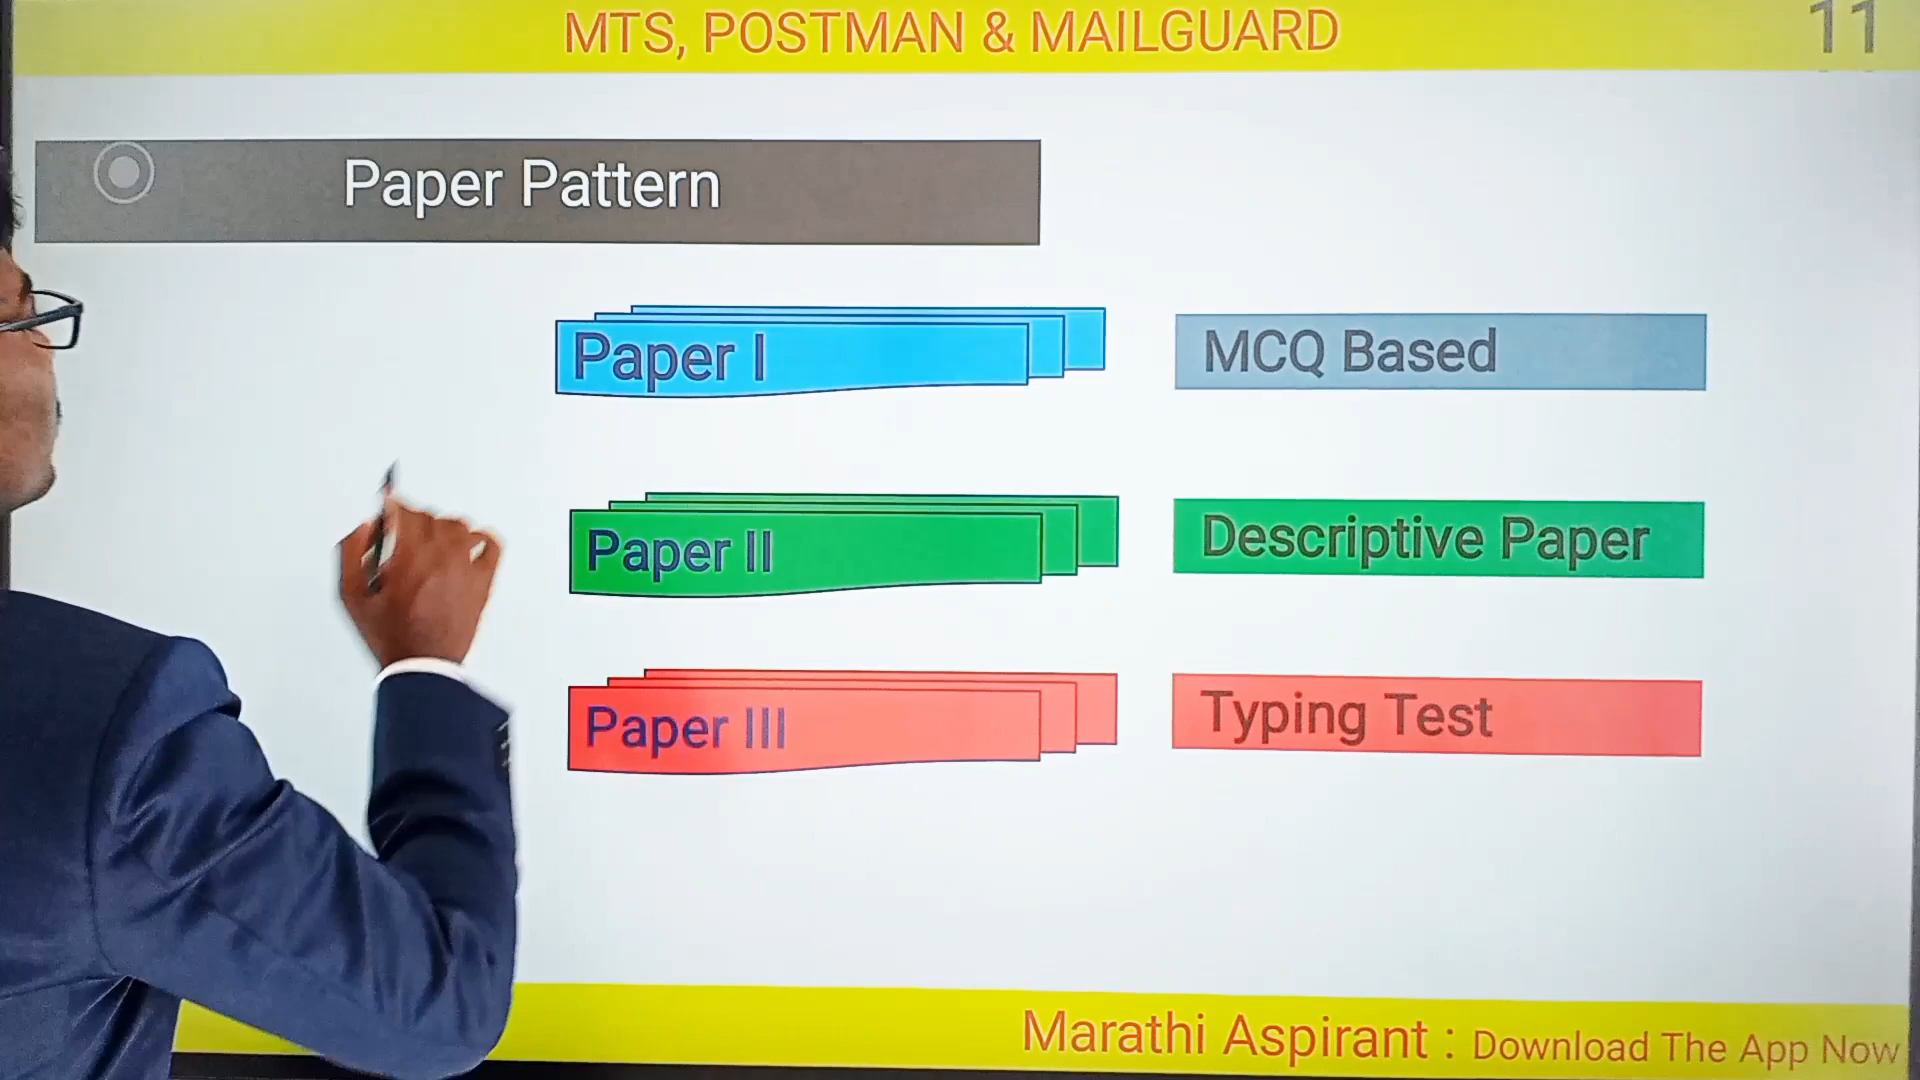 MTS, POSTMAN & MAILGUARD
11
Paper Pattern
Paper I
MCQ Based
Paper II
Descriptive Paper
Paper III
Typing Test
Marathi Aspirant : Download The App Now